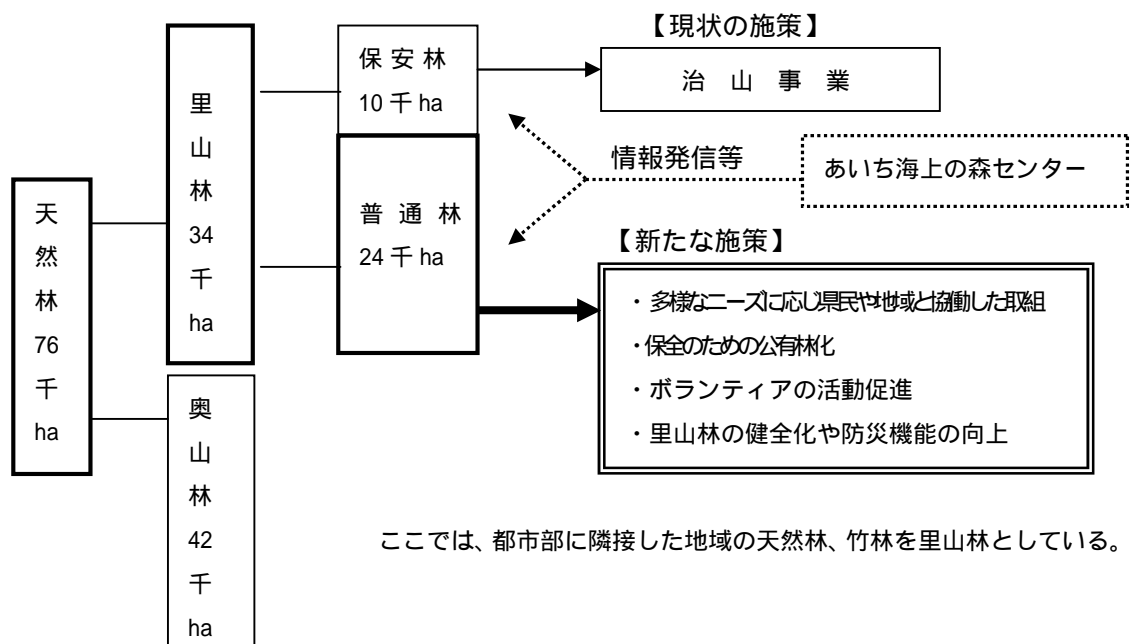 天然林76千ha
里山林34千ha
奥山林42千ha
保安林
10千ha
普通林
24千ha
【現状の施策】
治山事業
情報発信等
あいち海上の森センター
【新たな施策】
・多様なニーズに応じ県民や地域と協働した取組
・保全のための公有林化
・ボランティアの活動促進
・里山林の健全化や防災機能の向上
ここでは、都市部に隣接した地域の天然林、竹林を里山林としている。